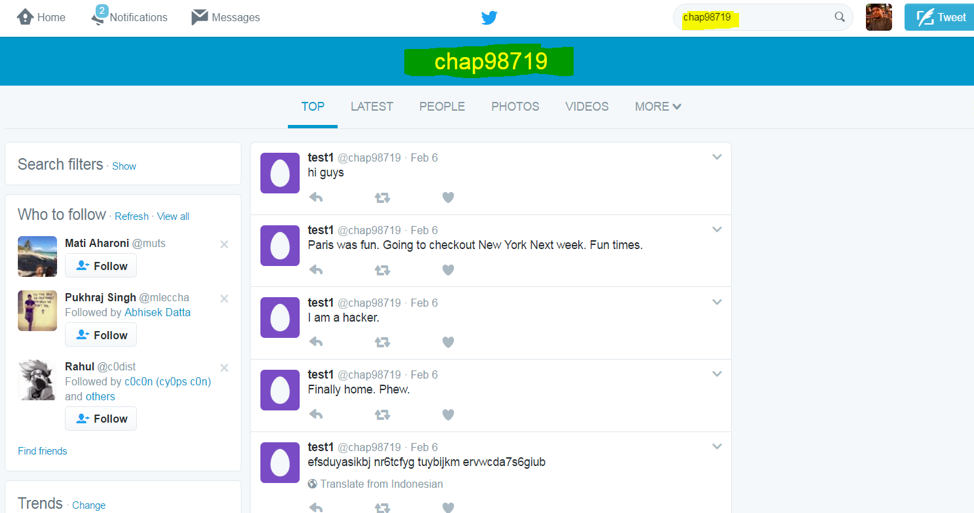 Home
2
Notifications
Messages
chap98719
Tweet
chap98719
TOP
LATEST
PEOPLE
PHOTOS
VIDEOS
MORE
Search filters · Show
Who to follow · Refresh · View all
Mati Aharoni @muts
Follow
Pukhraj Singh @mleccha
Followed by Abhisek Datta
Follow
Rahul @c0dist
Followed by c0c0n (cy0ps c0n)
and others
Follow
Find friends
Trends · Change
test1 @chap98719 · Feb 6
hi guys
test1 @chap98719 · Feb 6
Paris was fun. Going to checkout New York Next week. Fun times.
test1 @chap98719 · Feb 6
I am a hacker.
test1 @chap98719 · Feb 6
Finally home. Phew.
test1 @chap98719 · Feb 6
efsduyasikbj nr6tcfyg tuybijkm ervwcda7s6giub
Translate from Indonesian